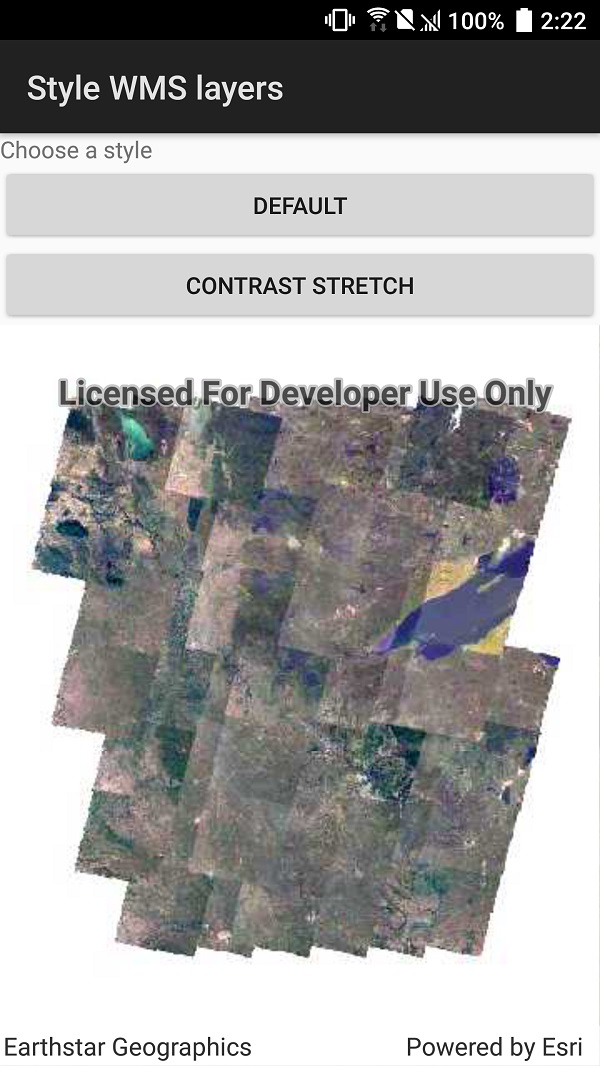 100% 2:22
Style WMS layers
Choose a style
DEFAULT
CONTRAST STRETCH
Licensed For Developer Use Only
Earthstar Geographics Powered by Esri